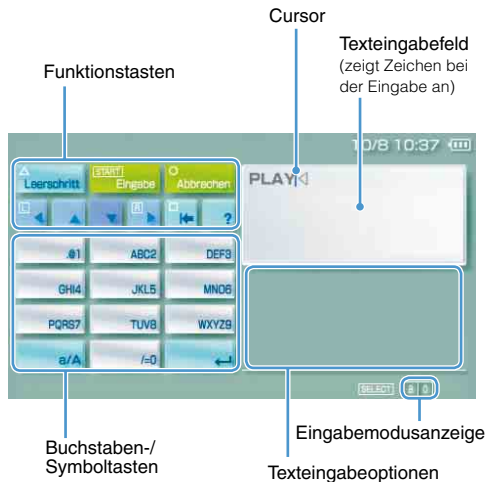 Cursor
Texteingabefeld
(zeigt Zeichen bei
der Eingabe an)
Funktionstasten
10/8 10:37
Leerschritt
START
Eingabe
Abbrechen
L
R
?
PLAY
.@1
ABC2
DEF3
GHI4
JKL5
MNO6
PQRS7
TUV8
WXYZ9
a/A
/=0
SELECT
Eingabemodusanzeige
Buchstaben-/
Symboltasten
Texteingabeoptionen